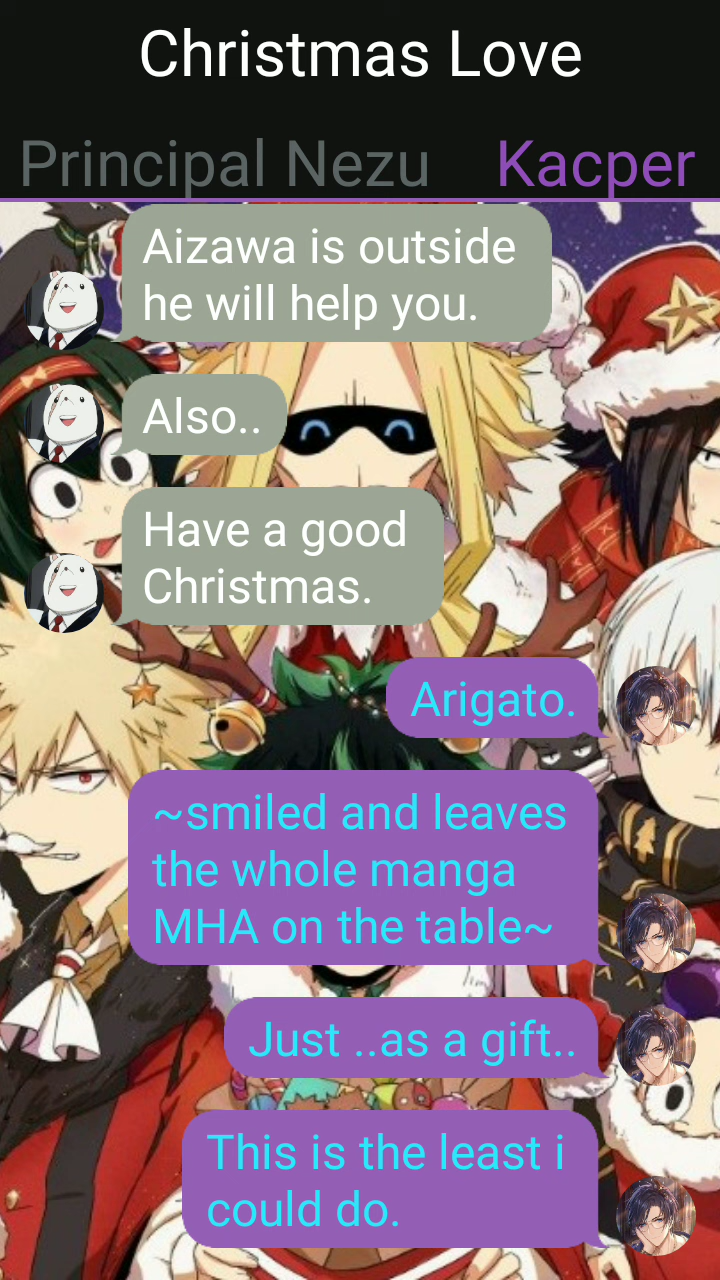 Christmas Love
Principal Nezu Kacper
Aizawa is outside
he will help you.
Also..
Have a good
Christmas.
Arigato.
~smiled and leaves
the whole manga
MHA on the table~
Just ..as a gift..
This is the least i
could do.